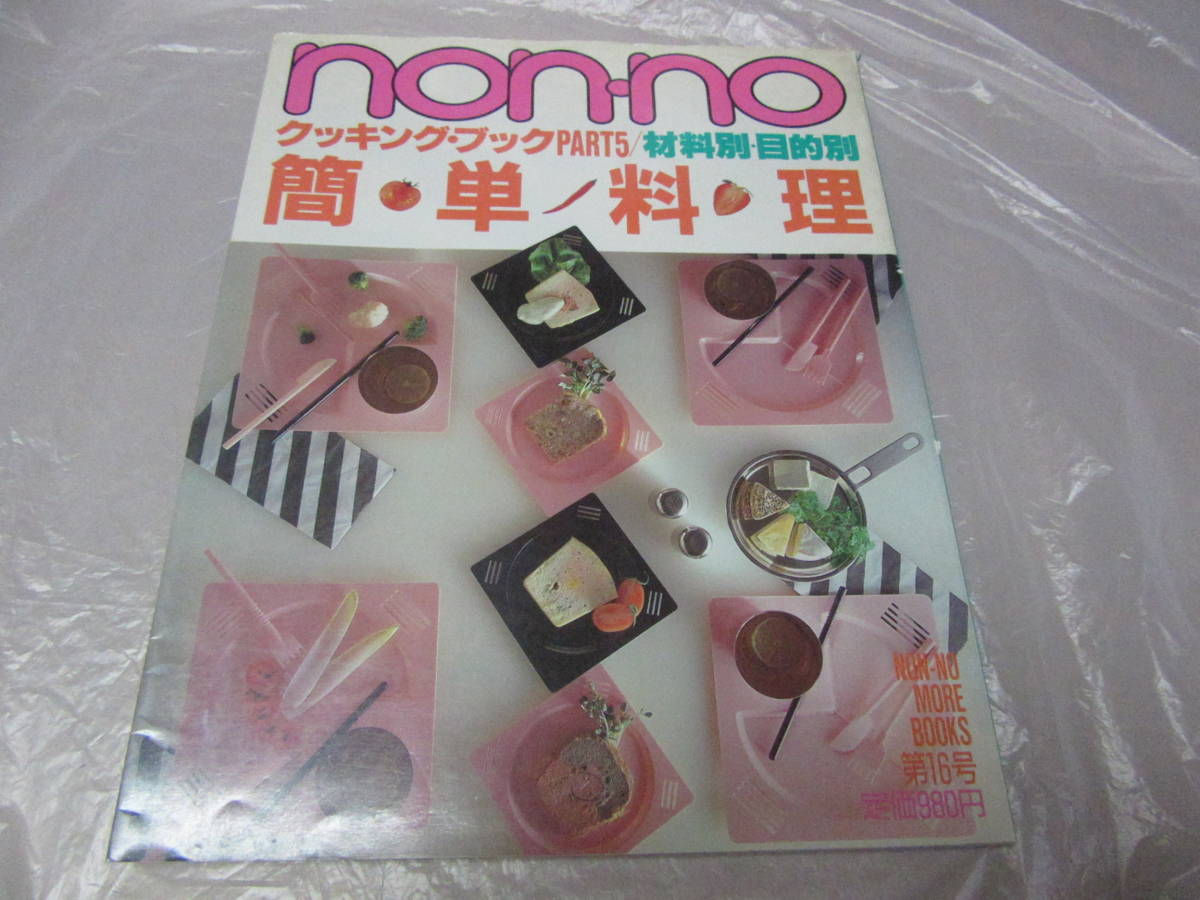 non·no
クッキング・ブックPART5/材料別・目的別
簡・単/料・理
NON-NO
MORE
BOOKS
第16号
定価980円